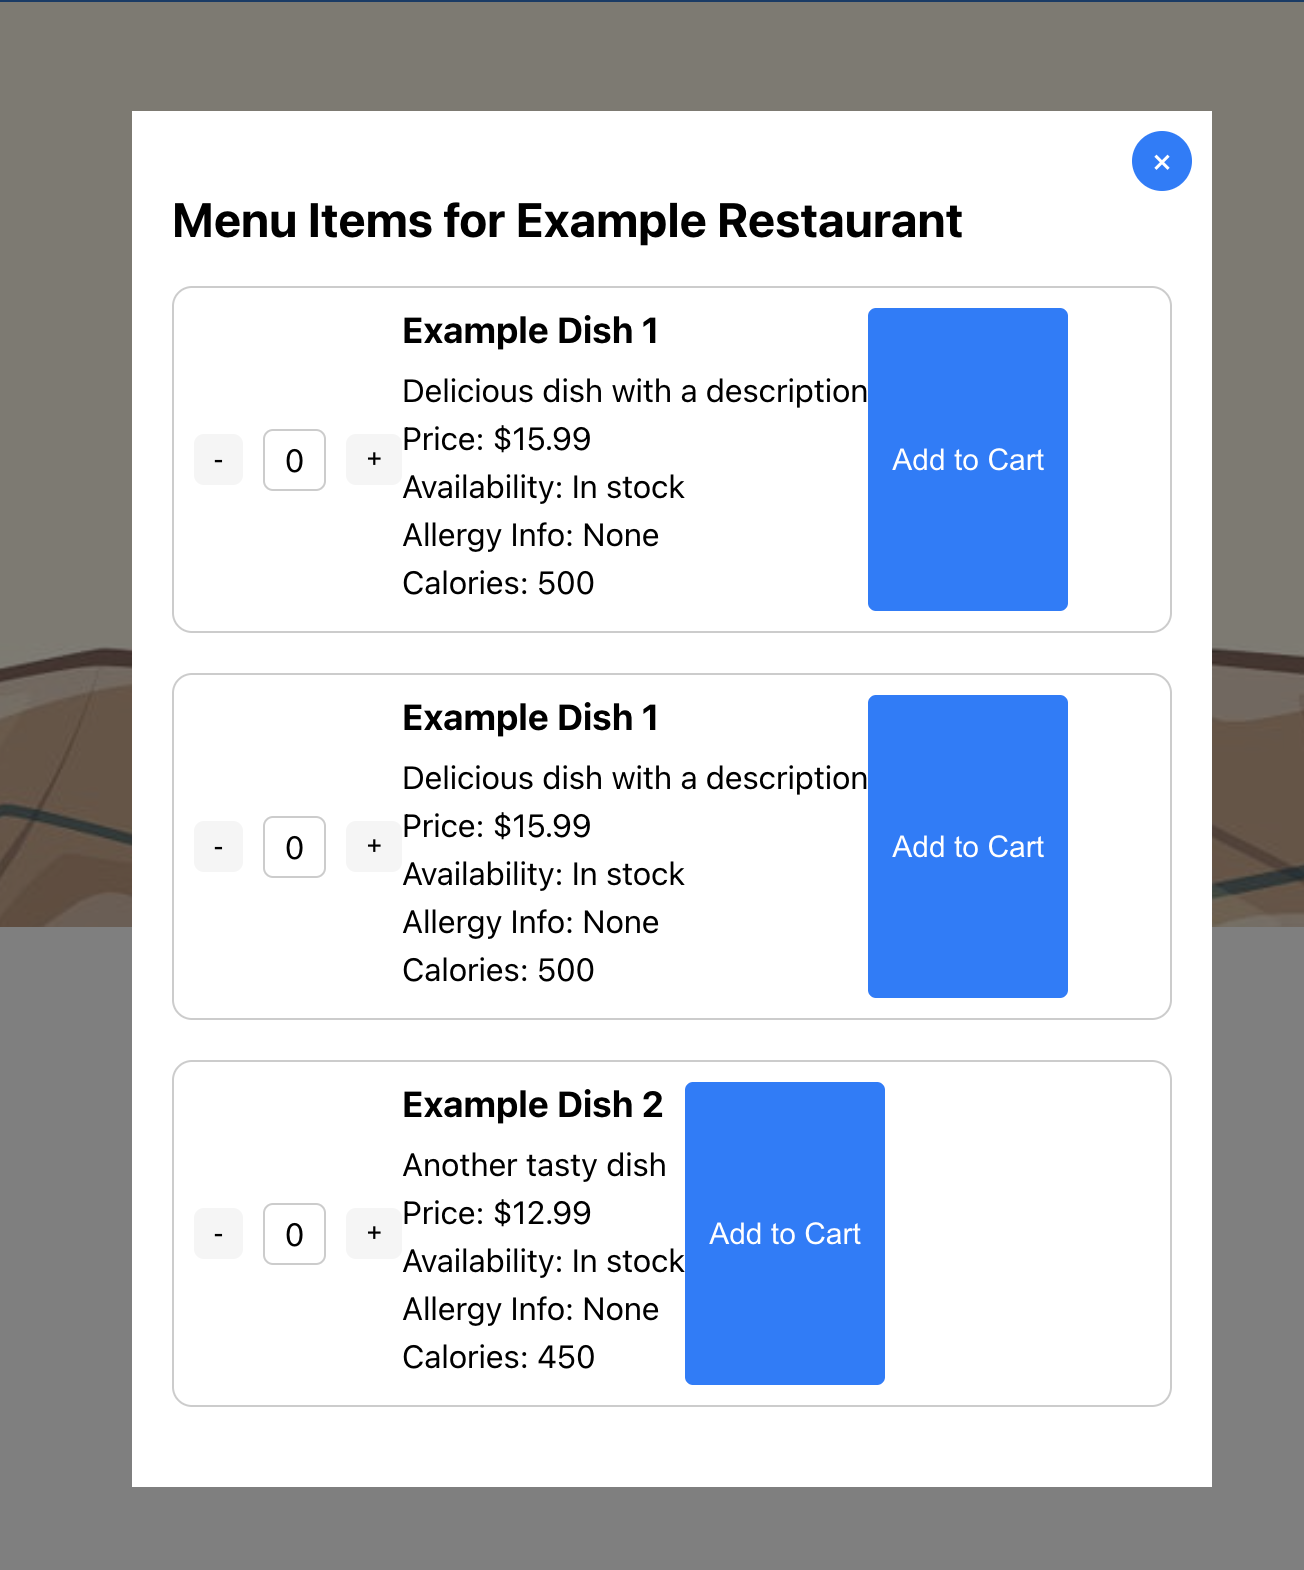 ×
Menu Items for Example Restaurant
Example Dish 1
Delicious dish with a description
Price: $15.99
- 0 +
Availability: In stock
Allergy Info: None
Calories: 500
Add to Cart
Example Dish 1
Delicious dish with a description
Price: $15.99
- 0 +
Availability: In stock
Allergy Info: None
Calories: 500
Add to Cart
Example Dish 2
Another tasty dish
Price: $12.99
- 0 +
Availability: In stock
Allergy Info: None
Calories: 450
Add to Cart